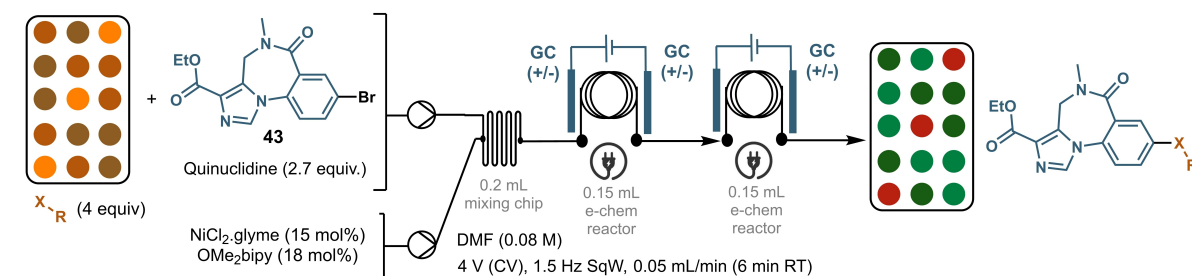 X
R
(4 equiv)
+
EtO
O
N
O
N
N
Br
43
Quinuclidine (2.7 equiv.)
NiCl2.glyme (15 mol%)
OMe2bipy (18 mol%)
0.2 mL
mixing chip
GC
(+/-)
GC
(+/-)
GC
(+/-)
0.15 mL
e-chem
reactor
0.15 mL
e-chem
reactor
DMF (0.08 M)
4 V (CV), 1.5 Hz SqW, 0.05 mL/min (6 min RT)
EtO
O
N
O
N
N
X
R